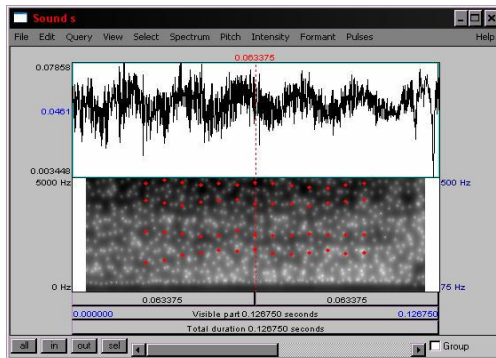 Sound s
File Edit Query View Select Spectrum Pitch Intensity Formant Pulses Help
0.063375
0.07858
0.0461
0.003448
5000 Hz 500 Hz
0 Hz 75 Hz
0.063375 0.063375
0.000000 Visible part 0.126750 seconds 0.126750
Total duration 0.126750 seconds
all in out sel Group